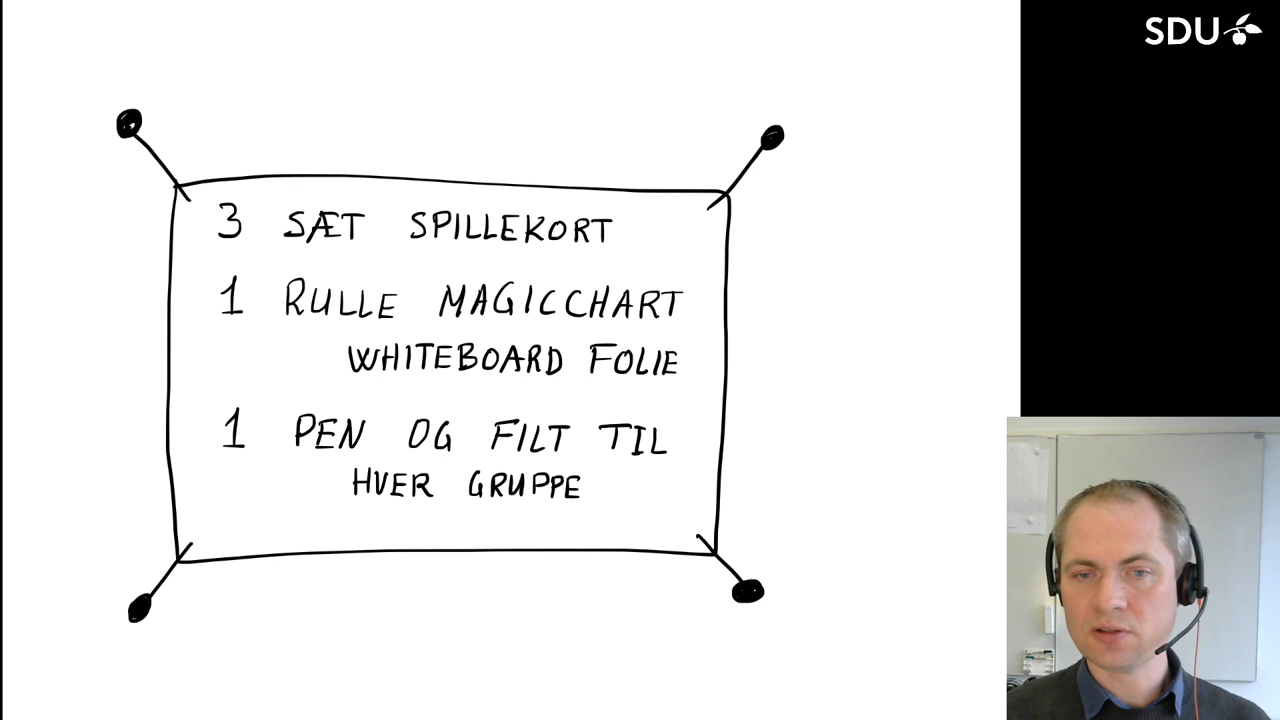 SDU
3 SÆT SPILLEKORT
1 RULLE MAGICCHART
WHITEBOARD FOLIE
1 PEN OG FILT TIL
HVER GRUPPE